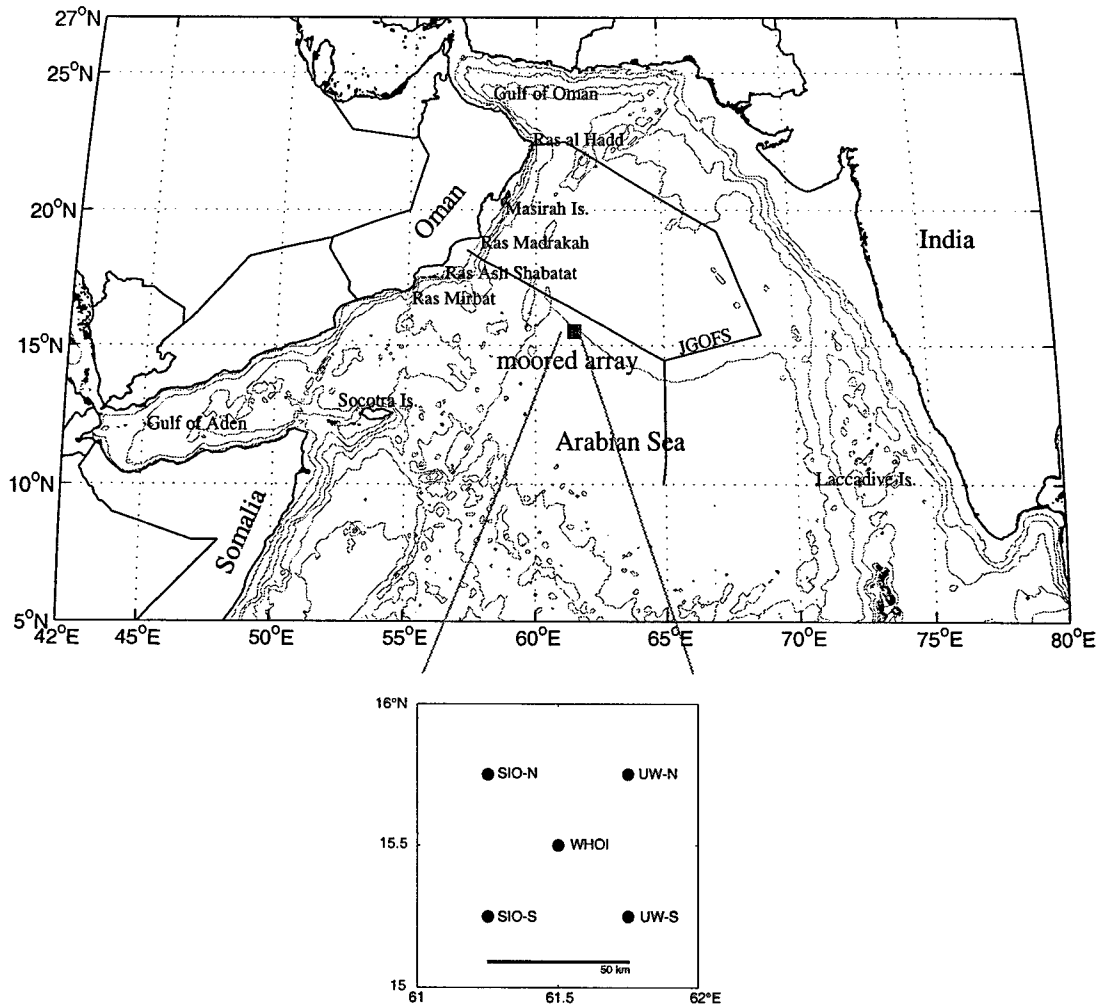 27°N
25°N
Gulf of Oman
Ras al Hadd
20°N
Oman
Masirah Is.
India
Ras Madrakah
Ras Ash Shabatat
Ras Mirbat
15°N
JGOFS
moored array
Socotra Is.
Gulf of Aden
Arabian Sea
10°N
Laccadive Is.
Somalia
5°N
42°E 45°E 50°E 55°E 60°E 65°E 70°E 75°E 80°E
16°N
SIO-N UW-N
15.5 WHOI
SIO-S UW-S
50 km
15
61 61.5 62°E